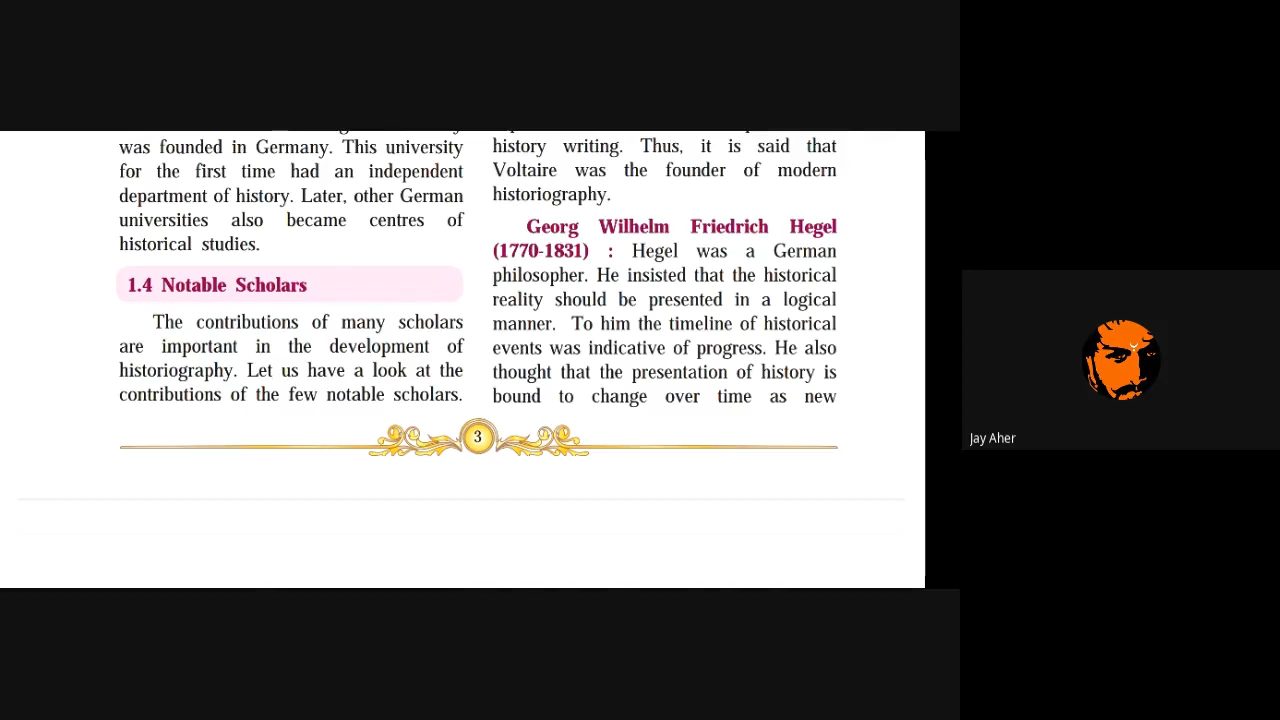 was founded in Germany. This university
for the first time had an independent
department of history. Later, other German
universities also became centres of
historical studies.
1.4 Notable Scholars
The contributions of many scholars
are important in the development of
historiography. Let us have a look at the
contributions of the few notable scholars.
history writing. Thus, it is said that
Voltaire was the founder of modern
historiography.
Georg Wilhelm Friedrich Hegel
(1770-1831) : Hegel was a German
philosopher. He insisted that the historical
reality should be presented in a logical
manner. To him the timeline of historical
events was indicative of progress. He also
thought that the presentation of history is
bound to change over time as new
3
Jay Aher